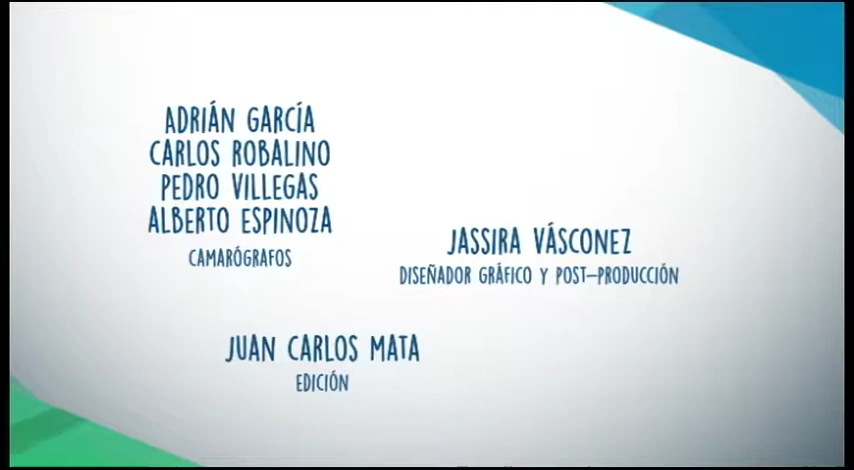 ADRIÁN GARCÍA
CARLOS ROBALINO
PEDRO VILLEGAS
ALBERTO ESPINOZA
CAMARÓGRAFOS
JASSIRA VÁSCONEZ
DISEÑADOR GRÁFICO Y POST-PRODUCCIÓN
JUAN CARLOS MATA
EDICIÓN